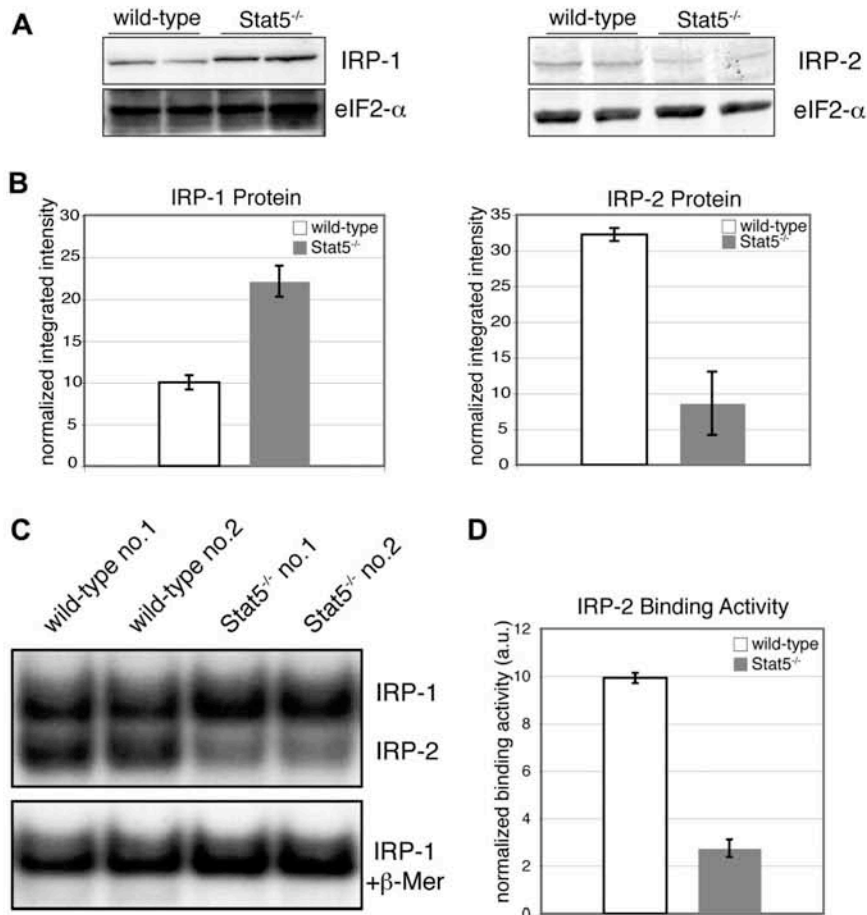 A
wild-type Stat5-/-
IRP-1
eIF2-α
wild-type Stat5-/-
IRP-2
eIF2-α
B
IRP-1 Protein
normalized integrated intensity
30
25
20
15
10
5
0
wild-type
Stat5-/-
IRP-2 Protein
normalized integrated intensity
35
30
25
20
15
10
5
0
wild-type
Stat5-/-
C
wild-type no.1
wild-type no.2
Stat5-/- no.1
Stat5-/- no.2
IRP-1
IRP-2
IRP-1
+β-Mer
D
IRP-2 Binding Activity
normalized binding activity (a.u.)
12
10
8
6
4
2
0
wild-type
Stat5-/-